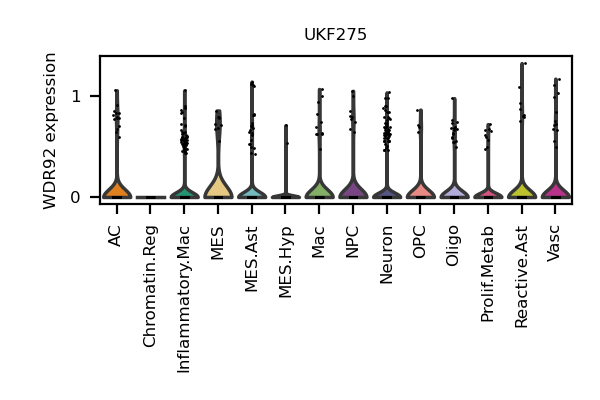 UKF275
WDR92 expression
1
0
AC
Chromatin.Reg
Inflammatory.Mac
MES
MES.Ast
MES.Hyp
Mac
NPC
Neuron
OPC
Oligo
Prolif.Metab
Reactive.Ast
Vasc